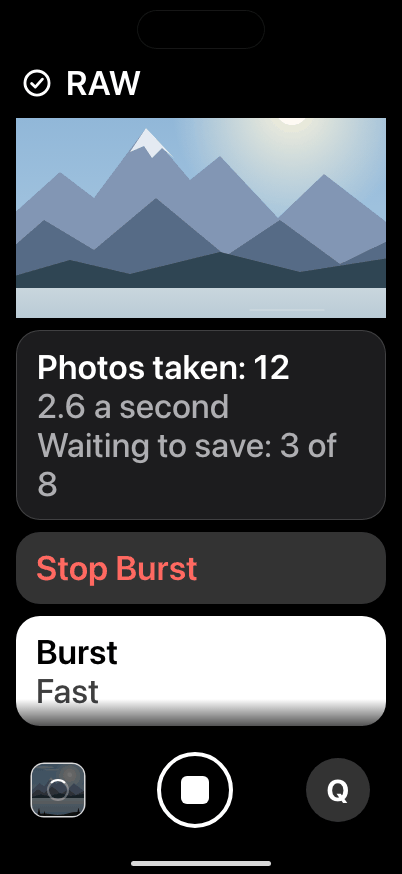 RAW
Photos taken: 12
2.6 a second
Waiting to save: 3 of
8
Stop Burst
Burst
Fast
Q